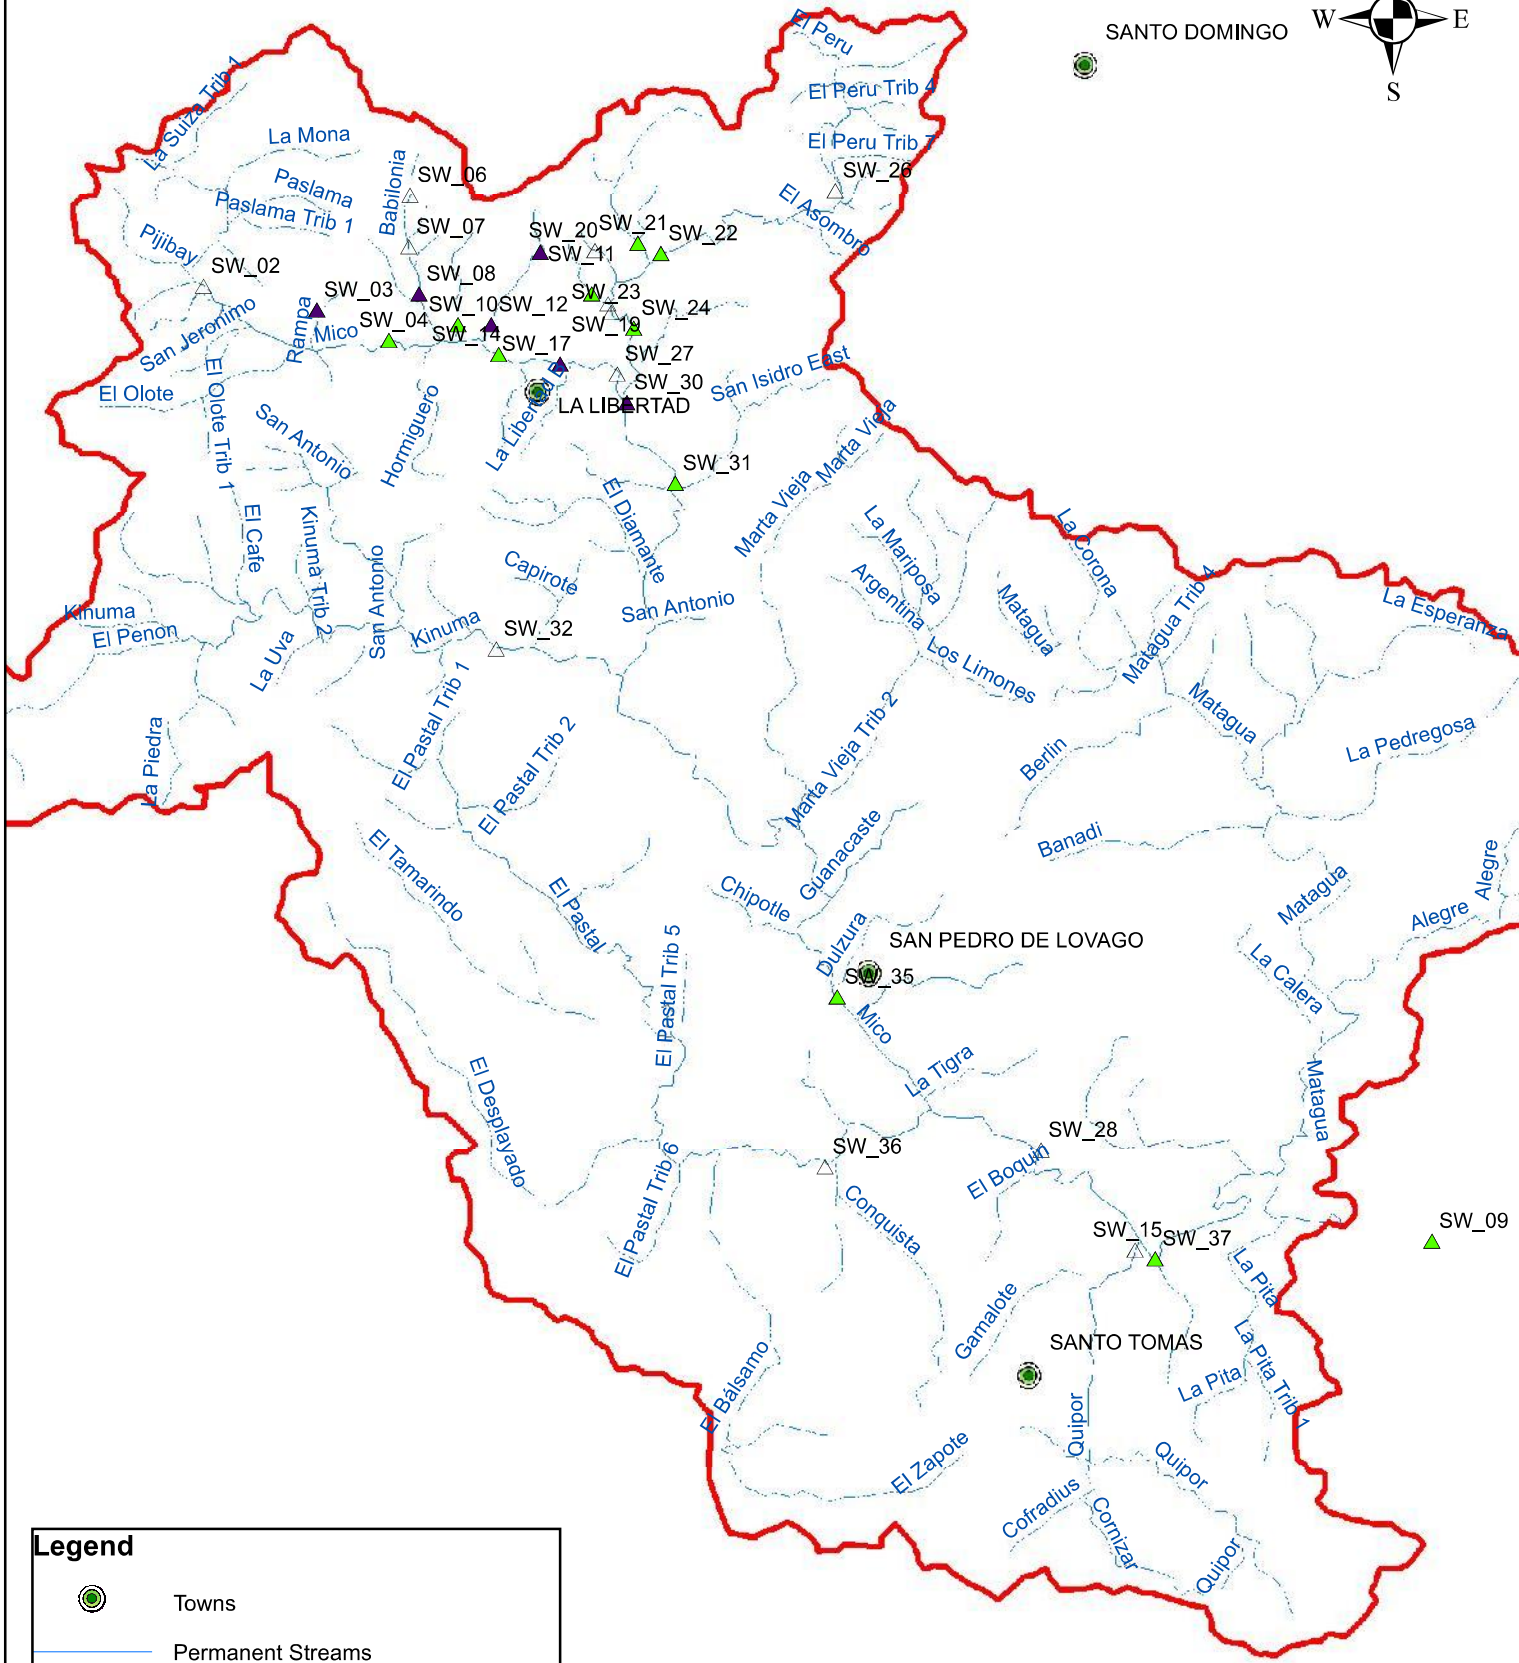 El Peru
SANTO DOMINGO
W
E
S
La Suiza Trib 1
El Peru Trib 4
La Mona
El Peru Trib 7
Babilonia
SW_06
SW_26
Paslama
Paslama Trib 1
El Asombro
Pijibay
SW_07
SW_20
SW_21
SW_22
SW_11
SW_02
SW_08
SW_03
SW_23
San Jeronimo
Rampa
Mico
SW_04
SW_10
SW_12
SW_24
SW_19
SW_14
SW_17
SW_27
San Isidro East
El Olote
El Olote Trib 1
SW_30
LA LIBERTAD
La Libertad E
San Antonio
Hormiguero
Marta Vieja
Marta Vieja
SW_31
El Cafe
Kinuma Trib 2
El Diamante
La Mariposa
La Corona
San Antonio
Capirote
Argentina
Matagua
Matagua Trib 4
La Esperanza
Kinuma
El Penon
San Antonio
Kinuma
SW_32
La Uva
Los Limones
El Pastal Trib 1
El Pastal Trib 2
Matagua
La Piedra
Marta Vieja Trib 2
Berlin
La Pedregosa
El Tamarindo
Guanacaste
Banadi
El Pastal
Chipotle
Matagua
Alegre
Alegre
Dulzura
SAN PEDRO DE LOVAGO
El Pastal Trib 5
SW_35
La Calera
Mico
El Desplayado
La Tigra
Matagua
SW_28
SW_36
El Pastal Trib 6
El Boquin
Conquista
SW_15
SW_37
SW_09
La Pita
Gamalote
SANTO TOMAS
La Pita Trib 1
La Pita
El Bálsamo
Quipor
El Zapote
Quipor
Cofradius
Cornizar
Quipor
Legend
Towns
Permanent Streams